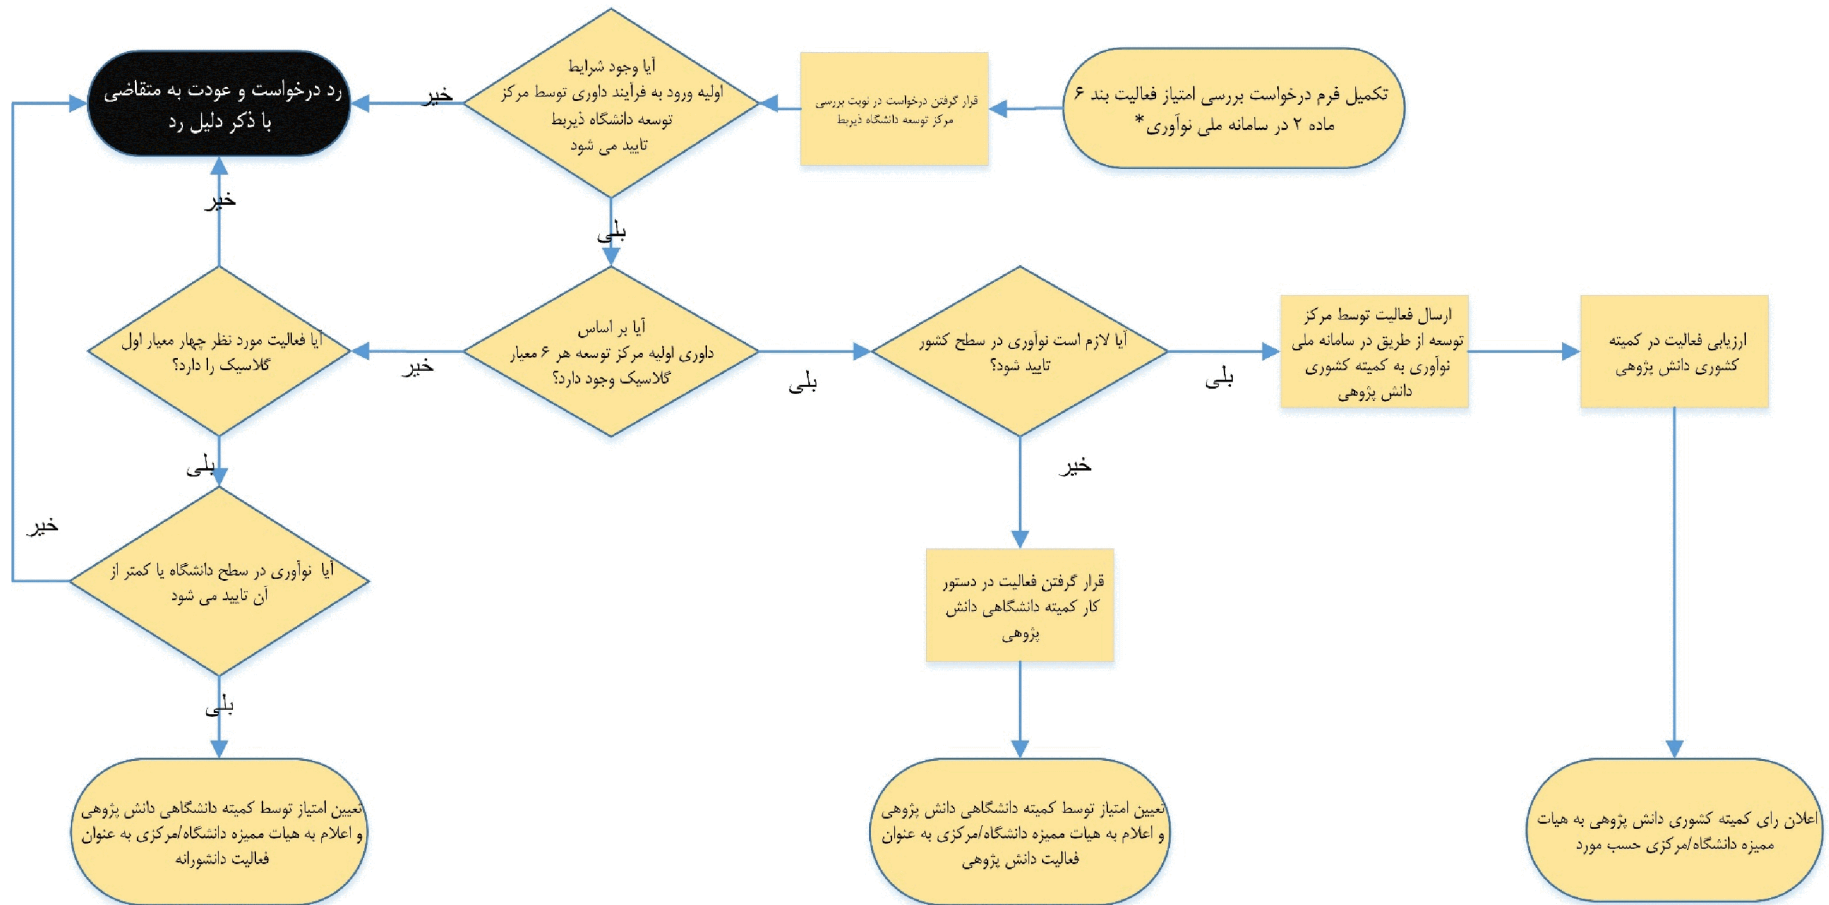 تکمیل فرم درخواست بررسی امتیاز فعالیت بند ۶
ماده ۲ در سامانه ملی نوآوری*
قرار گرفتن درخواست در نوبت بررسی
مرکز توسعه دانشگاه ذیربط
آیا وجود شرایط
اولیه ورود به فرآیند داوری توسط مرکز
توسعه دانشگاه ذیربط
تایید می شود
خیر
رد درخواست و عودت به متقاضی
با ذکر دلیل رد
بلی
خیر
آیا بر اساس
داوری اولیه مرکز توسعه هر ۶ معیار
گلاسیک وجود دارد؟
خیر
آیا فعالیت مورد نظر چهار معیار اول
گلاسیک را دارد؟
بلی
آیا لازم است نوآوری در سطح کشور
تایید شود؟
بلی
ارسال فعالیت توسط مرکز
توسعه از طریق در سامانه ملی
نوآوری به کمیته کشوری
دانش پژوهی
ارزیابی فعالیت در کمیته
کشوری دانش پژوهی
خیر
بلی
قرار گرفتن فعالیت در دستور
کار کمیته دانشگاهی دانش
پژوهی
آیا نوآوری در سطح دانشگاه یا کمتر از
آن تایید می شود
خیر
بلی
اعلان رای کمیته کشوری دانش پژوهی به هیات
ممیزه دانشگاه/مرکزی حسب مورد
تعیین امتیاز توسط کمیته دانشگاهی دانش پژوهی
و اعلام به هیات ممیزه دانشگاه/مرکزی به عنوان
فعالیت دانش پژوهی
تعیین امتیاز توسط کمیته دانشگاهی دانش پژوهی
و اعلام به هیات ممیزه دانشگاه/مرکزی به عنوان
فعالیت دانشورانه